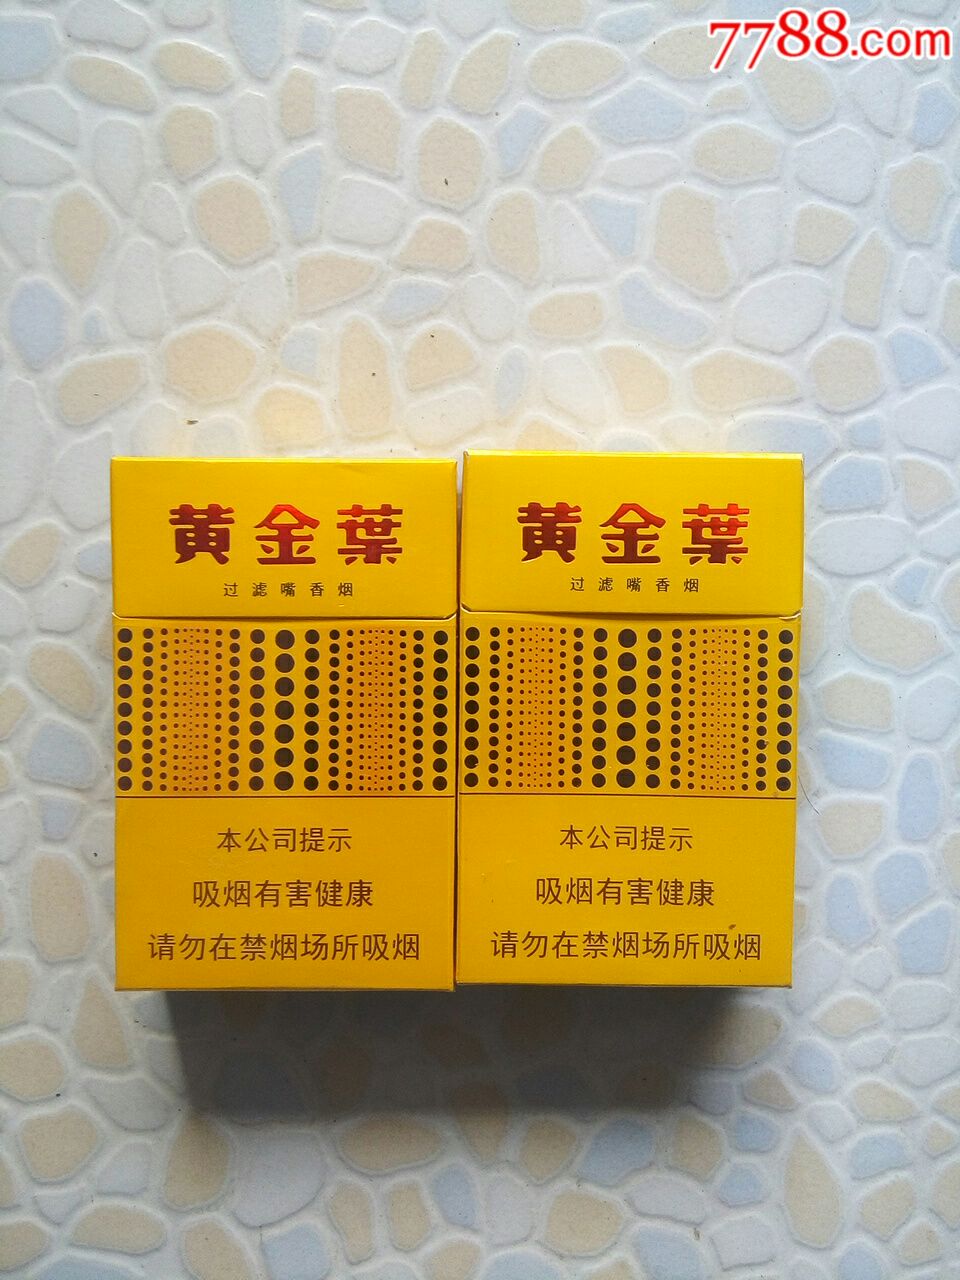 7788.com
黄金葉
过滤嘴香烟
本公司提示
吸烟有害健康
请勿在禁烟场所吸烟
黄金葉
过滤嘴香烟
本公司提示
吸烟有害健康
请勿在禁烟场所吸烟